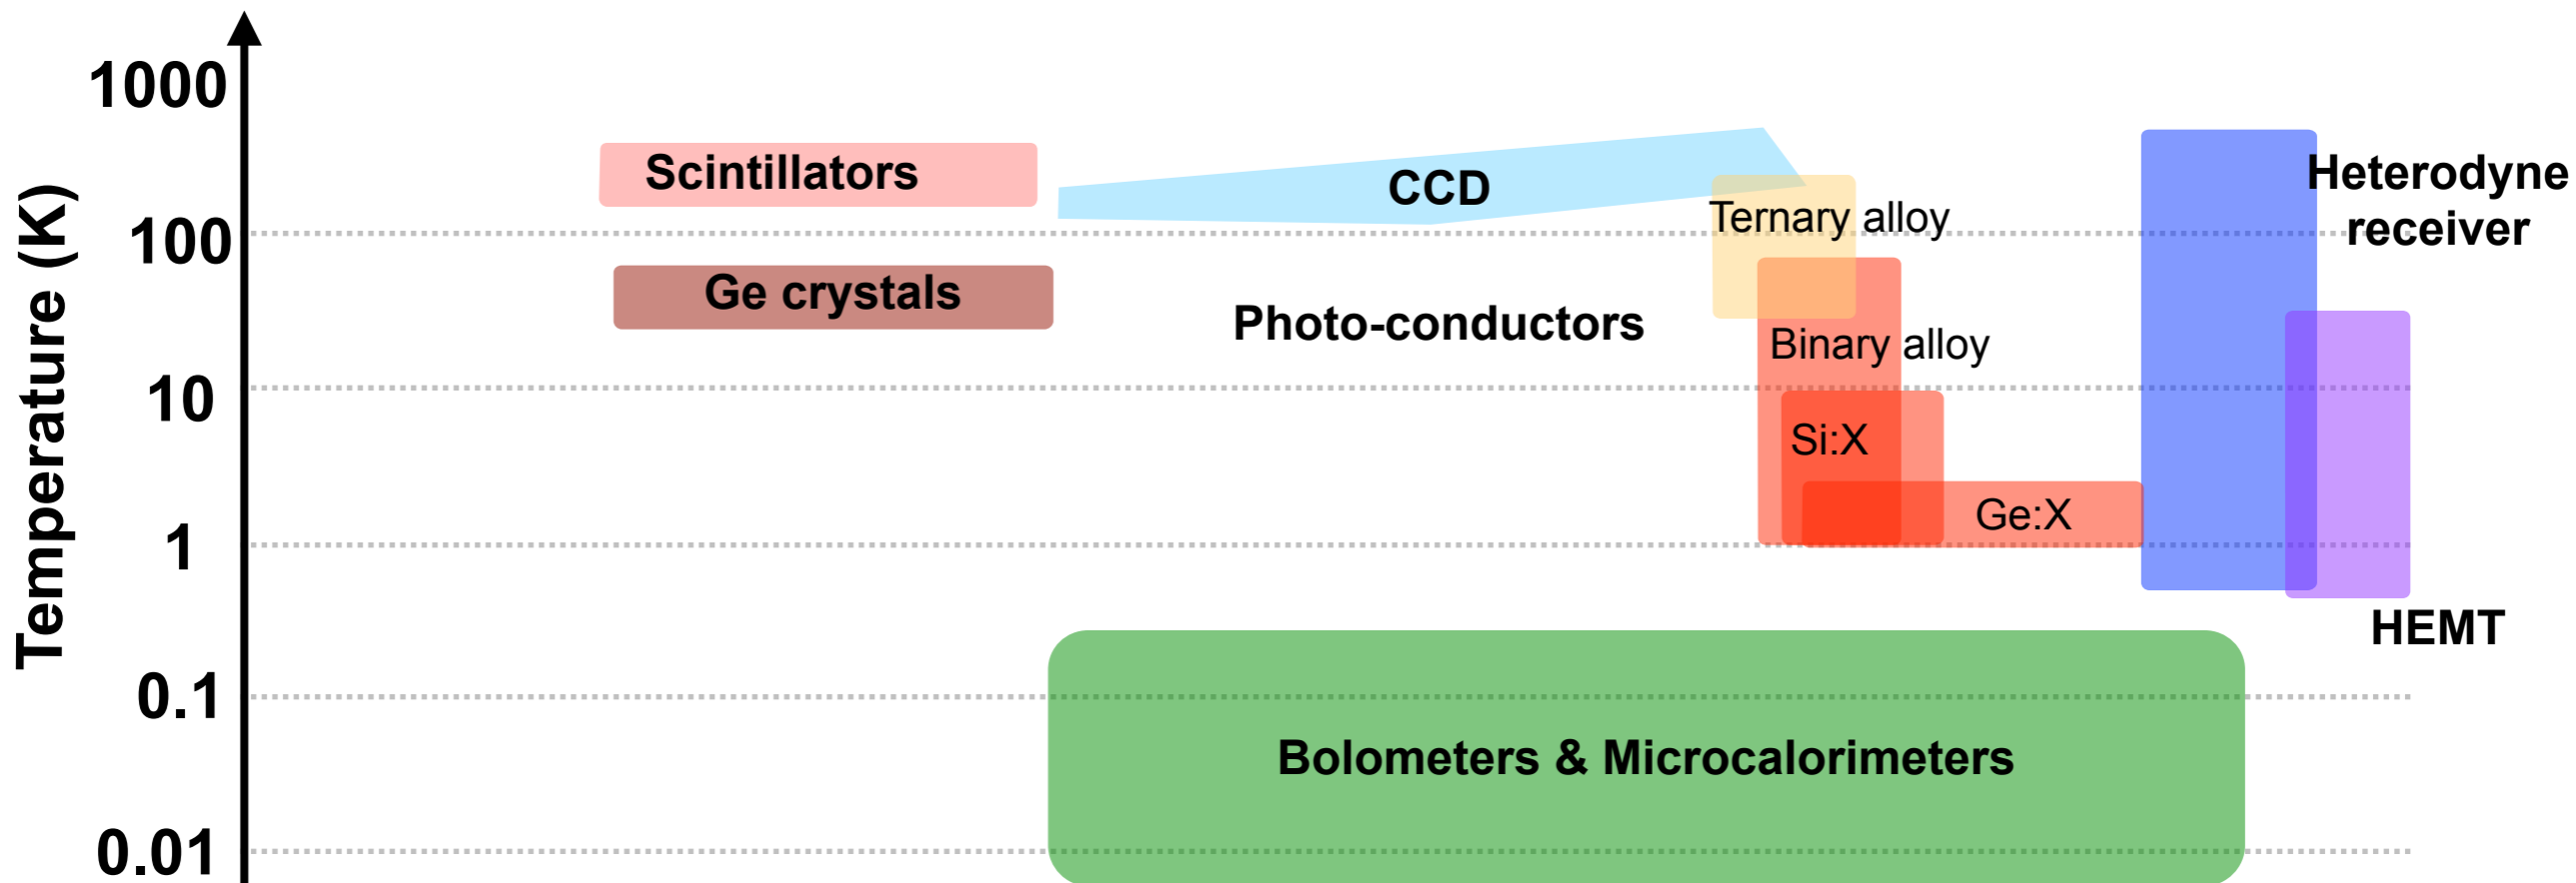 1000
Scintillators
CCD
Heterodyne
receiver
Ternary alloy
100
Ge crystals
Photo-conductors
Binary alloy
10
Si:X
Ge:X
1
HEMT
0.1
Bolometers & Microcalorimeters
0.01
Temperature (K)